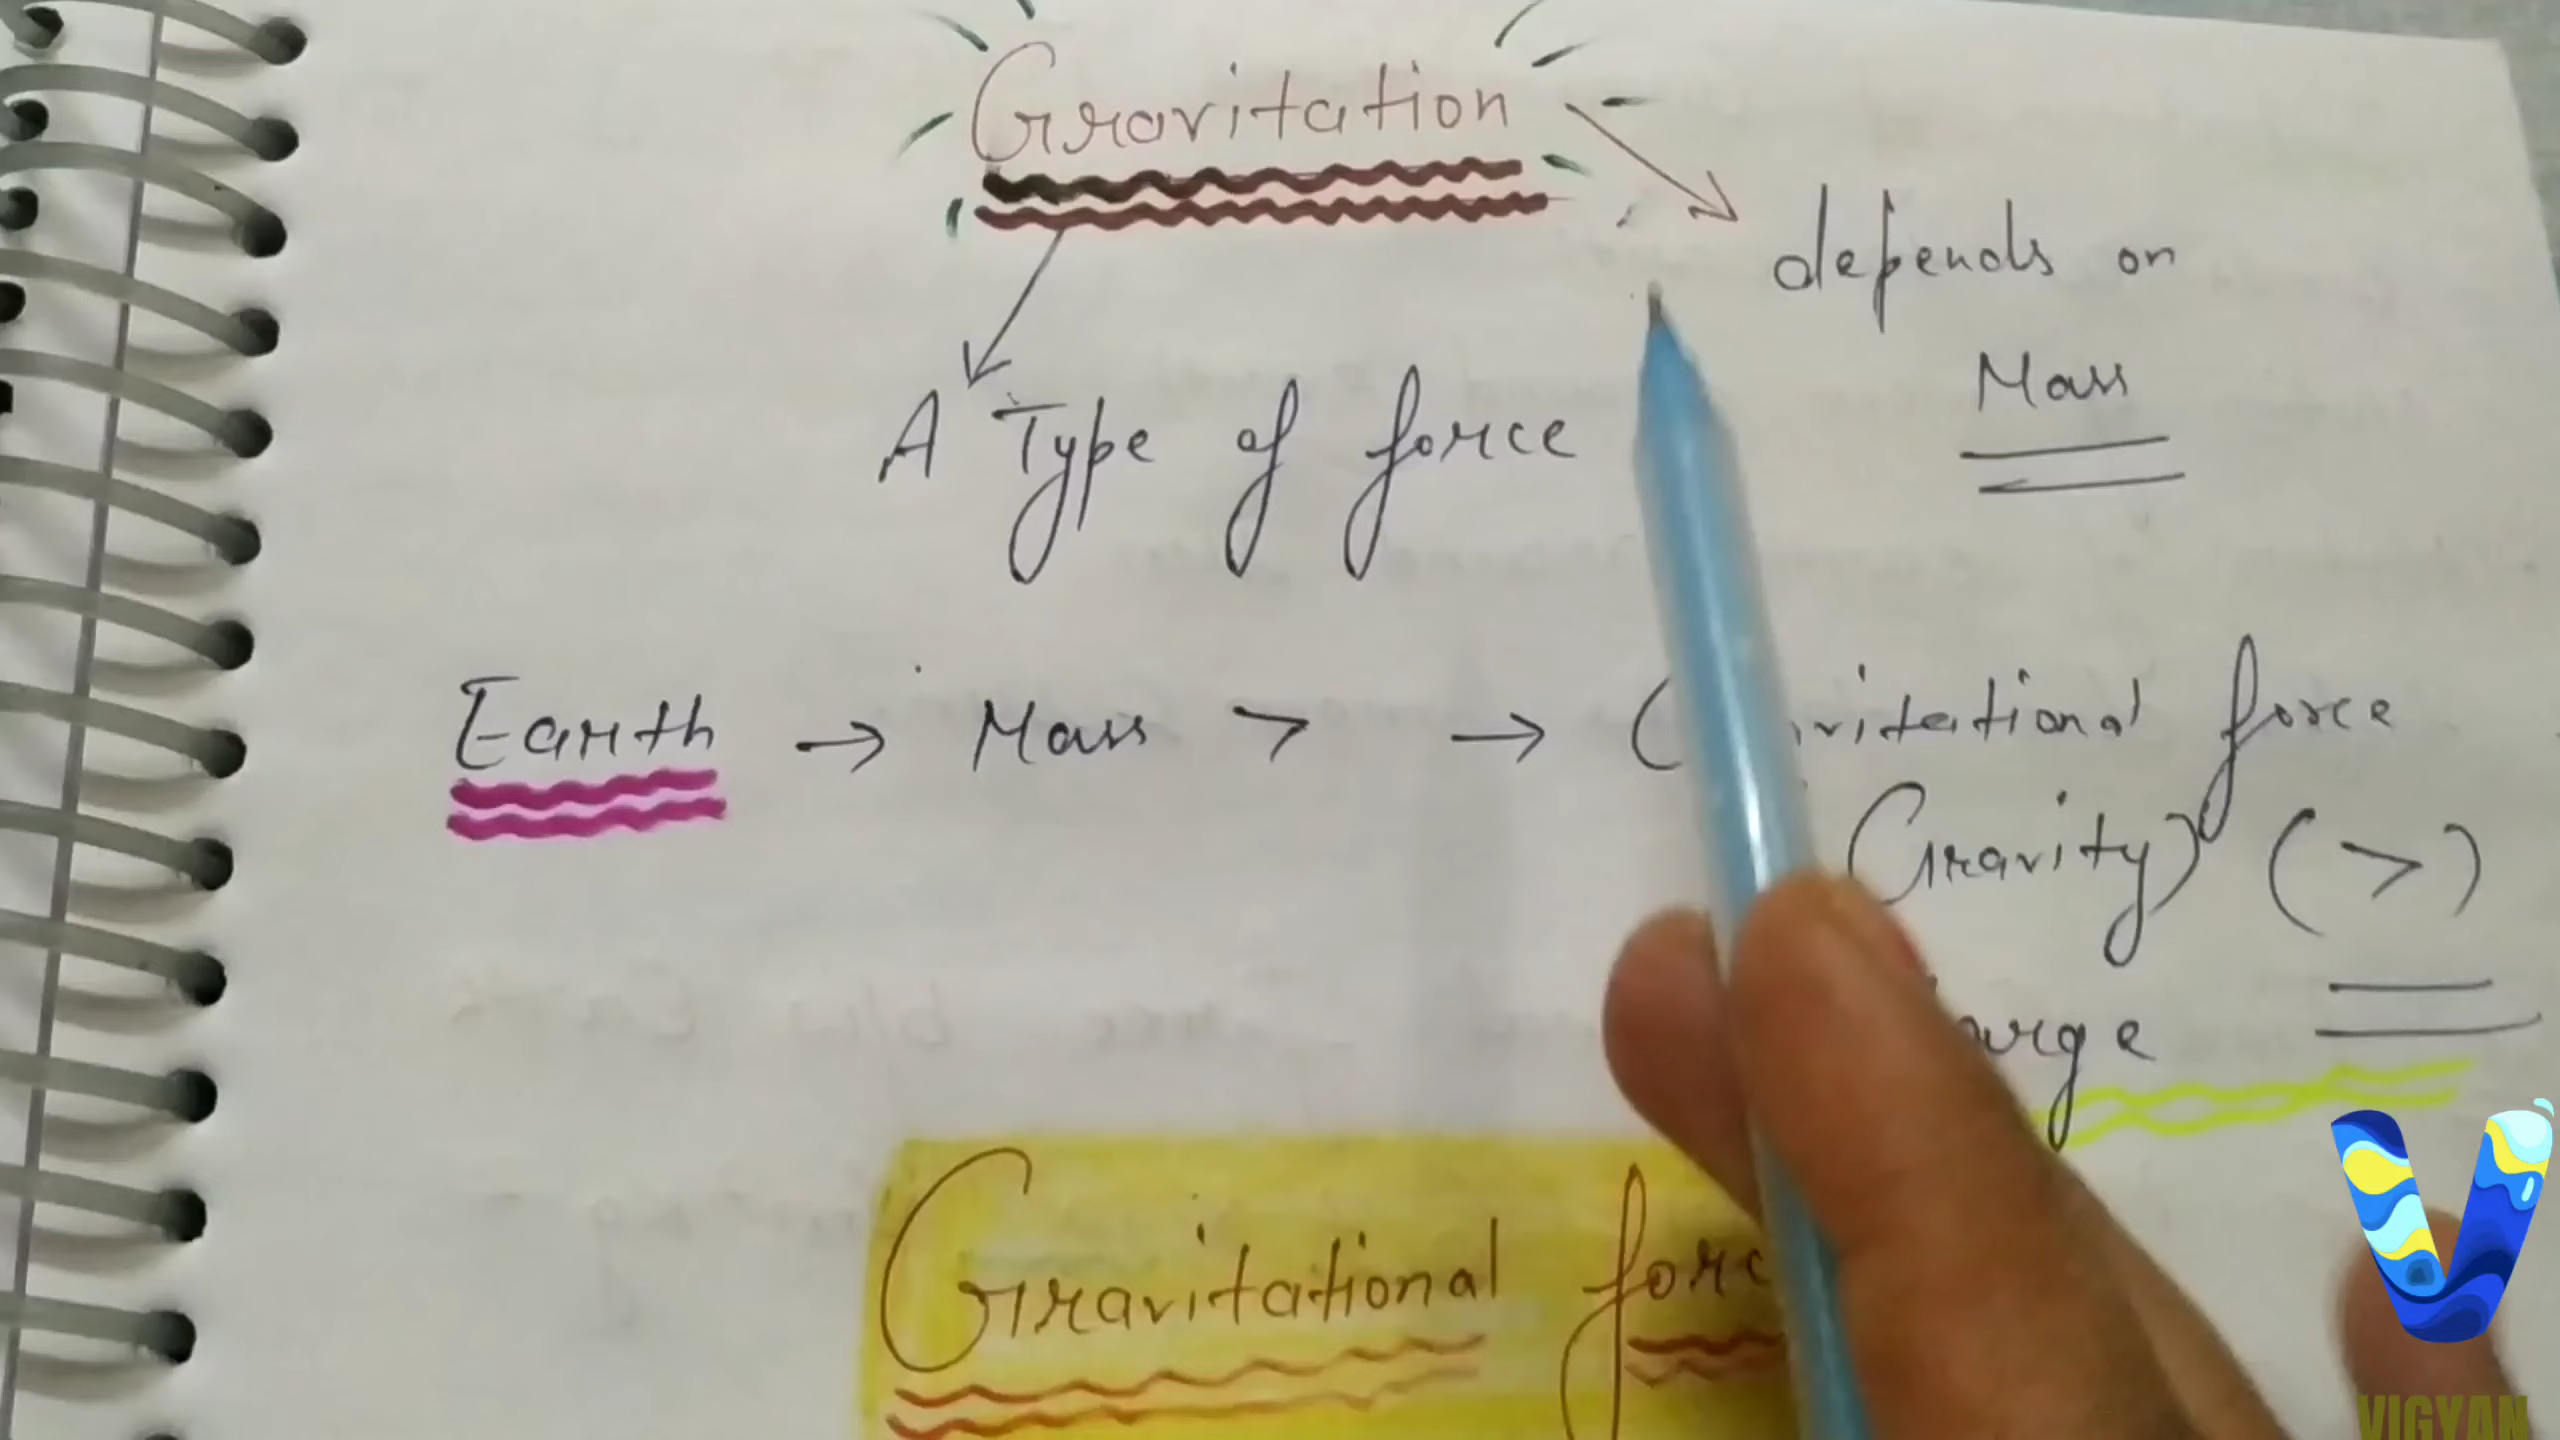 Gravitation
depends on
Mass
A Type of force
Earth → Mass > → Gravitational force
Gravity) (>)
Gravitational
VIGYAN